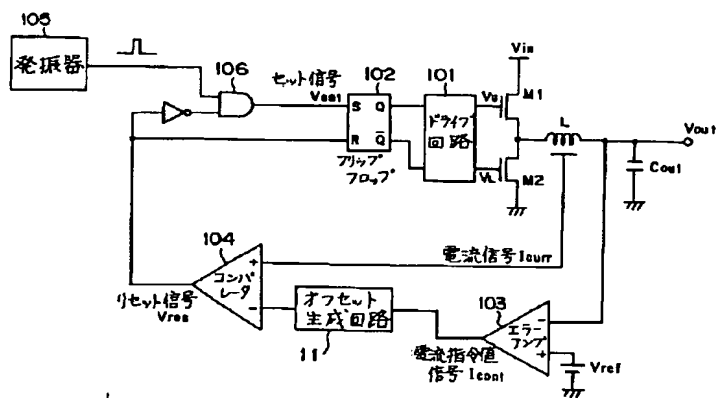 105
発振器
106
セット信号
Vset
102
S Q
R Q̅
フリップ
フロップ
101
ドライブ
回路
Vin
VU
M1
VL
M2
L
Vout
Cout
電流信号Icurr
104
+
コンパ
レータ
-
リセット信号
Vres
オフセット
生成回路
11
103
-
エラー
アンプ
+
電流指令値
信号 Icont
Vref